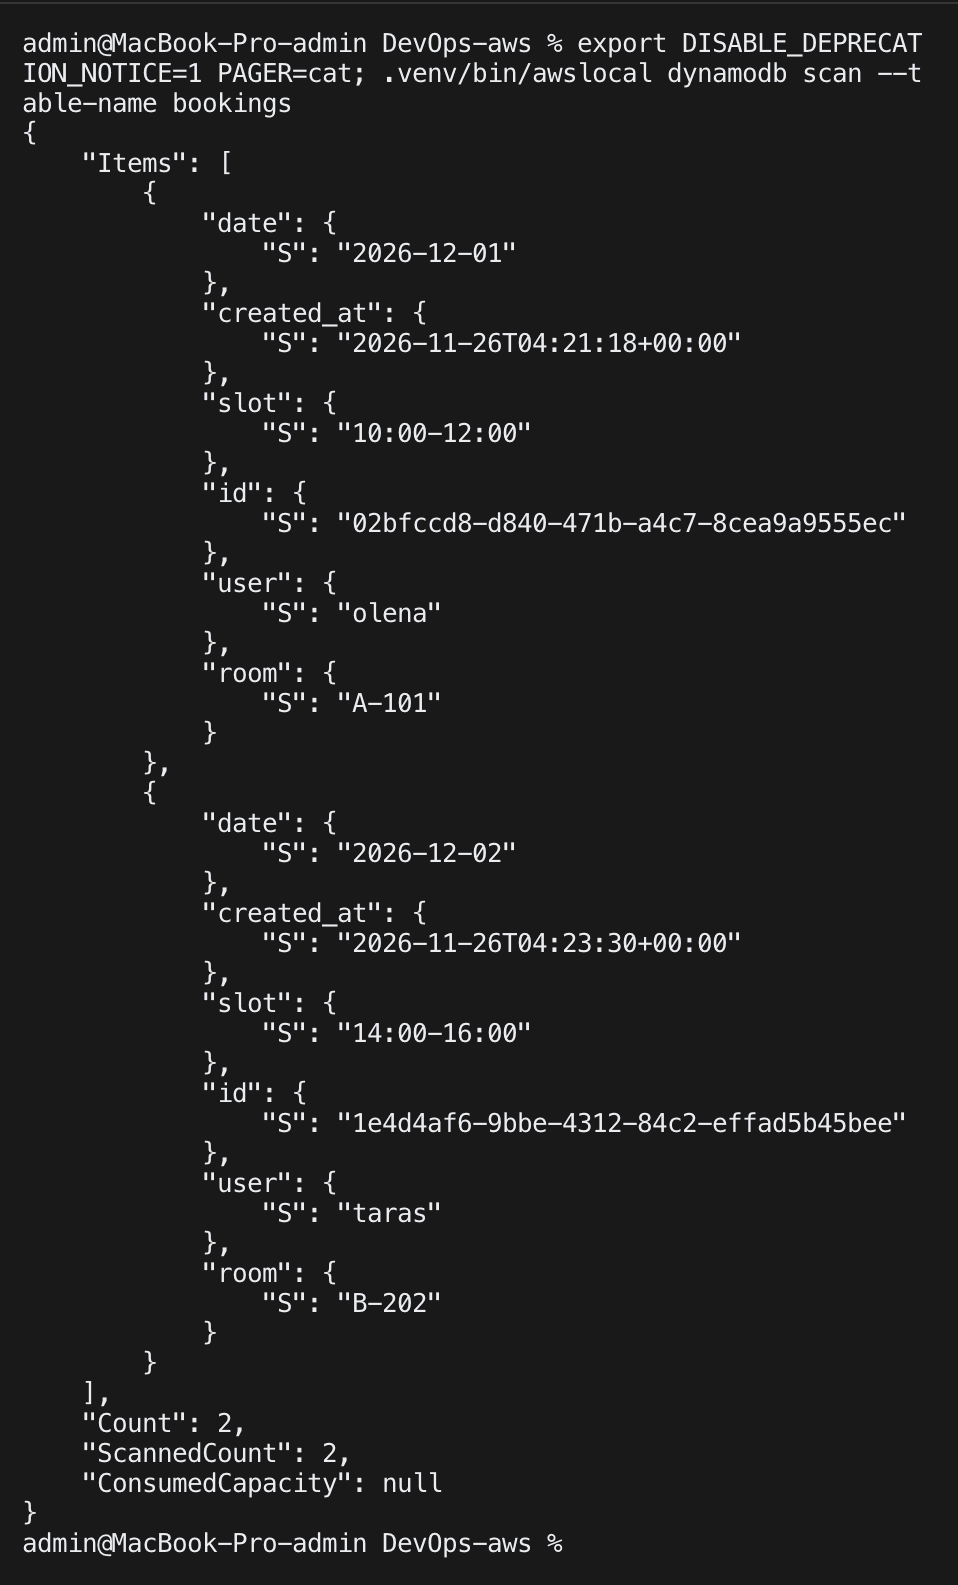 admin@MacBook-Pro-admin DevOps-aws % export DISABLE_DEPRECAT
ION_NOTICE=1 PAGER=cat; .venv/bin/awslocal dynamodb scan --t
able-name bookings
{
    "Items": [
        {
            "date": {
                "S": "2026-12-01"
            },
            "created_at": {
                "S": "2026-11-26T04:21:18+00:00"
            },
            "slot": {
                "S": "10:00-12:00"
            },
            "id": {
                "S": "02bfccd8-d840-471b-a4c7-8cea9a9555ec"
            },
            "user": {
                "S": "olena"
            },
            "room": {
                "S": "A-101"
            }
        },
        {
            "date": {
                "S": "2026-12-02"
            },
            "created_at": {
                "S": "2026-11-26T04:23:30+00:00"
            },
            "slot": {
                "S": "14:00-16:00"
            },
            "id": {
                "S": "1e4d4af6-9bbe-4312-84c2-effad5b45bee"
            },
            "user": {
                "S": "taras"
            },
            "room": {
                "S": "B-202"
            }
        }
    ],
    "Count": 2,
    "ScannedCount": 2,
    "ConsumedCapacity": null
}
admin@MacBook-Pro-admin DevOps-aws %